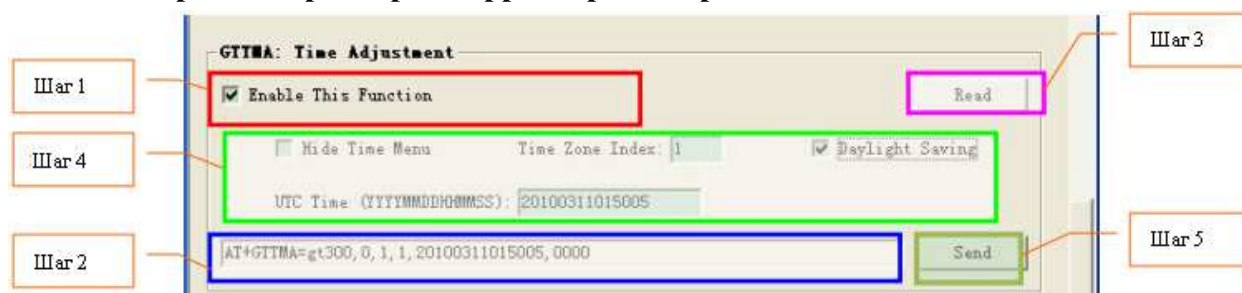 GTTMA: Time Adjustment
Шаг 3
Шаг 1
Enable This Function
Read
Шаг 4
Hide Time Menu Time Zone Index: 1 Daylight Saving
UTC Time (YYYYMMDDHHMMSS): 20100311015005
Шаг 2
AT+GTTMA=gt300,0,1,1,20100311015005,0000
Send
Шаг 5